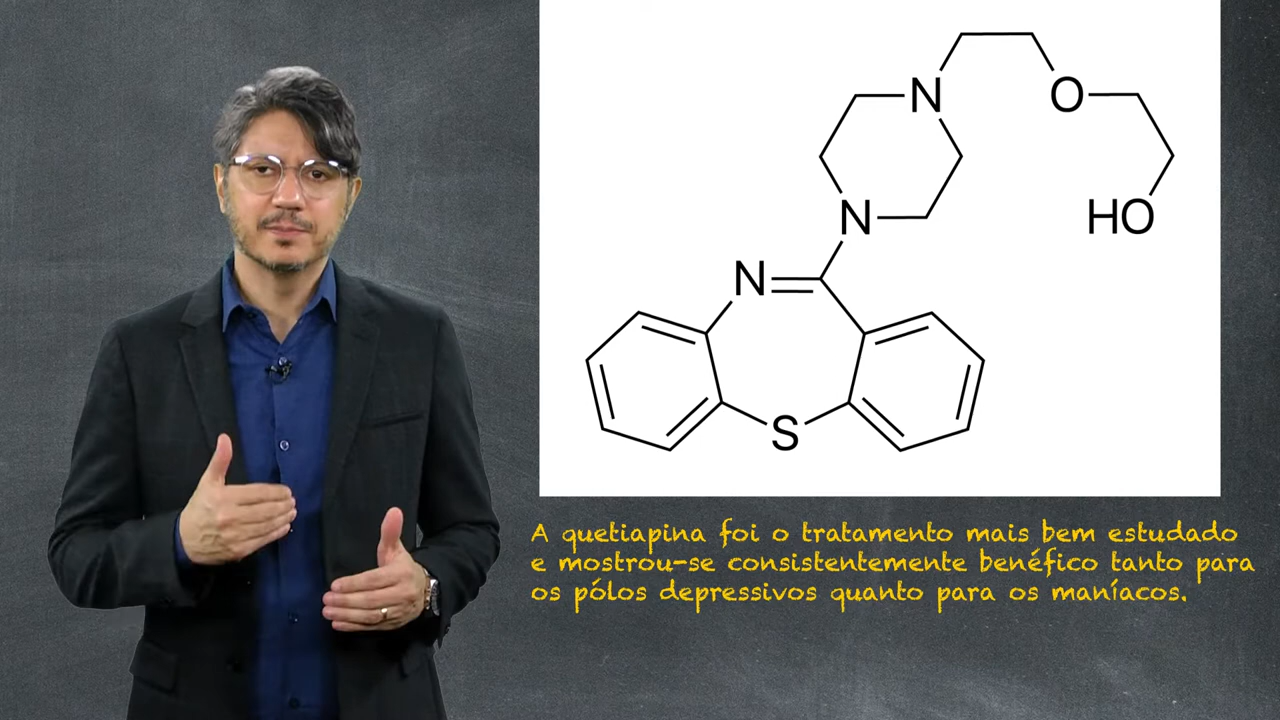 N
O
N
HO
N
S
A quetiapina foi o tratamento mais bem estudado
e mostrou-se consistentemente benéfico tanto para
os pólos depressivos quanto para os maníacos.